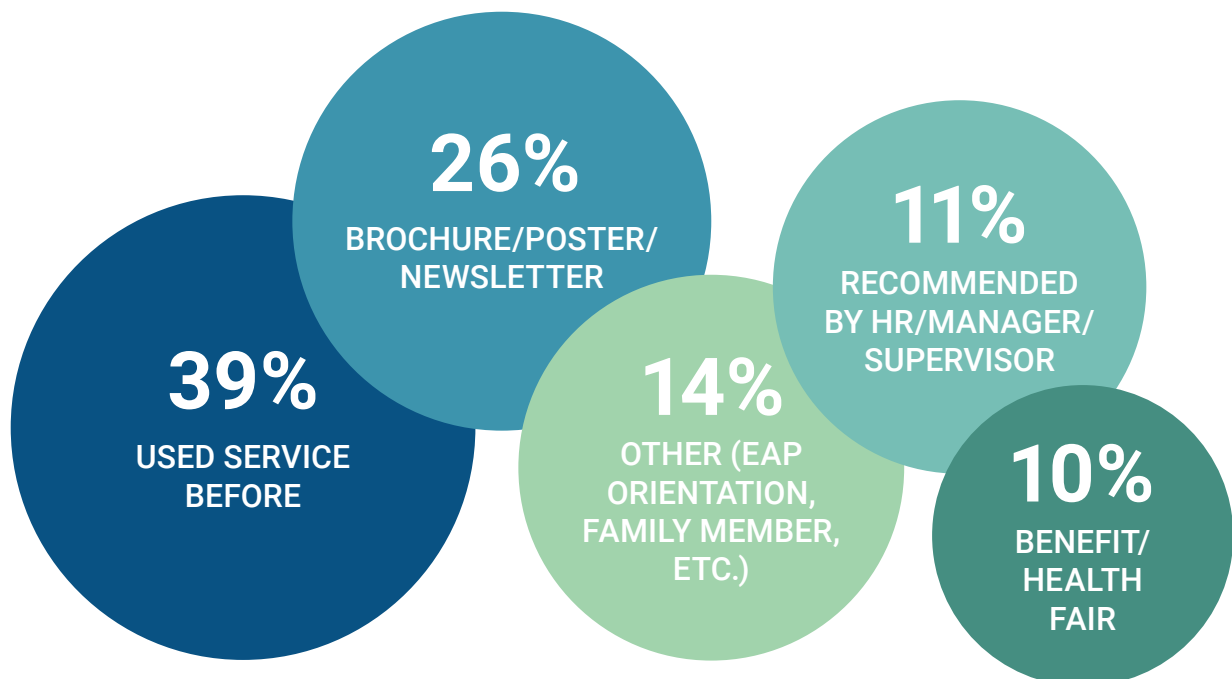 39%
USED SERVICE
BEFORE
26%
BROCHURE/POSTER/
NEWSLETTER
14%
OTHER (EAP
ORIENTATION,
FAMILY MEMBER,
ETC.)
11%
RECOMMENDED
BY HR/MANAGER/
SUPERVISOR
10%
BENEFIT/
HEALTH
FAIR